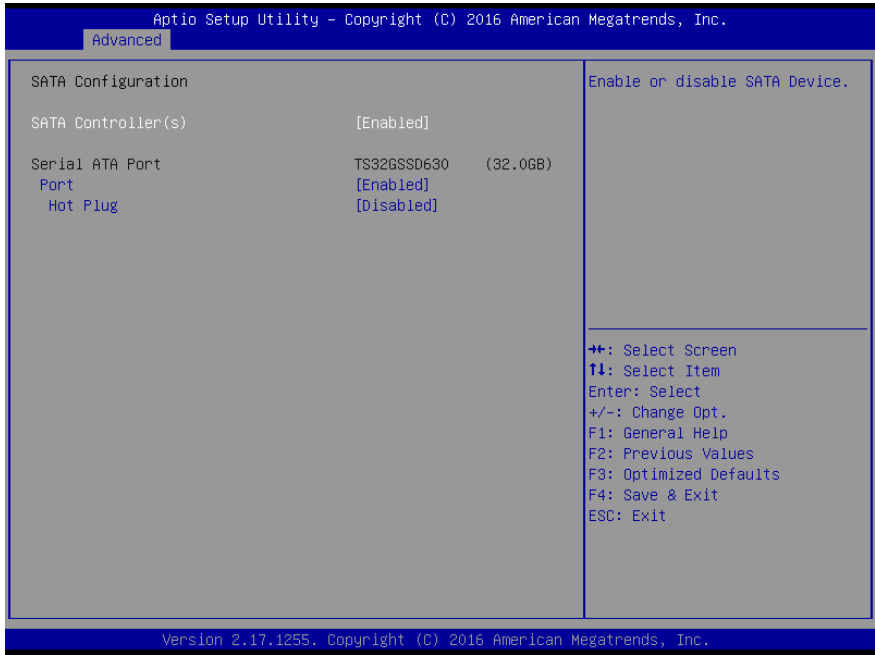 Aptio Setup Utility – Copyright (C) 2016 American Megatrends, Inc.
Advanced
SATA Configuration
SATA Controller(s) [Enabled]
Serial ATA Port TS32GSSD630 (32.0GB)
Port [Enabled]
Hot Plug [Disabled]
Enable or disable SATA Device.
→←: Select Screen
↑↓: Select Item
Enter: Select
+/-: Change Opt.
F1: General Help
F2: Previous Values
F3: Optimized Defaults
F4: Save & Exit
ESC: Exit
Version 2.17.1255. Copyright (C) 2016 American Megatrends, Inc.